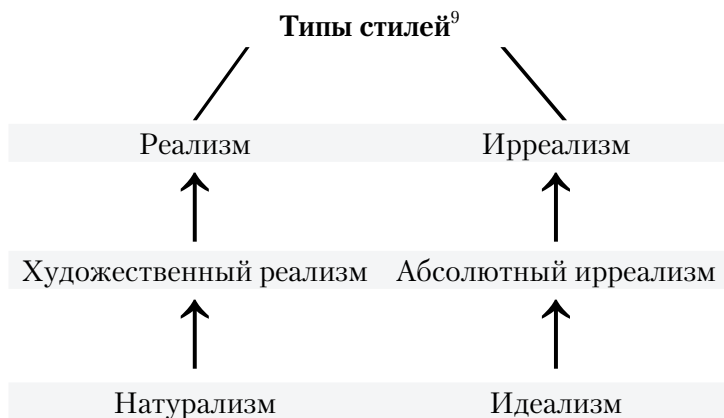 Типы стилей⁹
Реализм Ирреализм
Художественный реализм Абсолютный ирреализм
Натурализм Идеализм